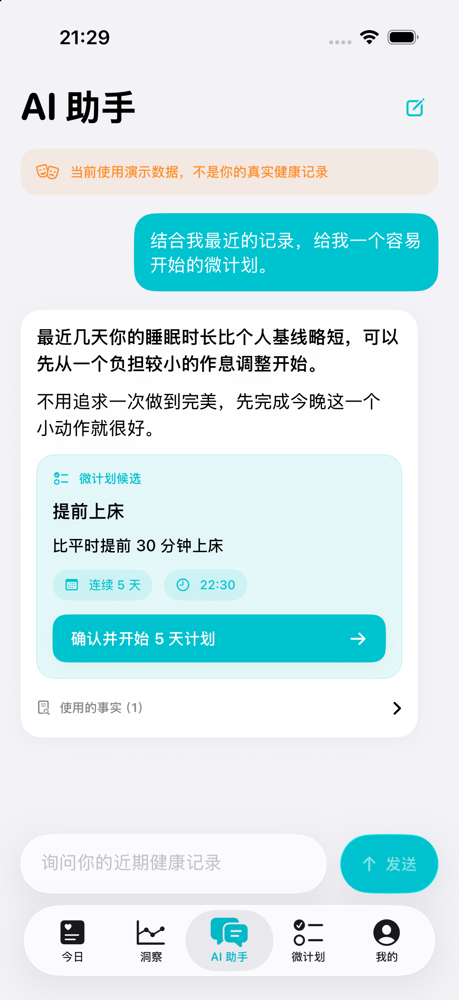 21:29
AI 助手
当前使用演示数据，不是你的真实健康记录
结合我最近的记录，给我一个容易
开始的微计划。
最近几天你的睡眠时长比个人基线略短，可以
先从一个负担较小的作息调整开始。
不用追求一次做到完美，先完成今晚这一个
小动作就很好。
微计划候选
提前上床
比平时提前 30 分钟上床
连续 5 天
22:30
确认并开始 5 天计划
使用的事实 (1)
询问你的近期健康记录
发送
今日
洞察
AI 助手
微计划
我的